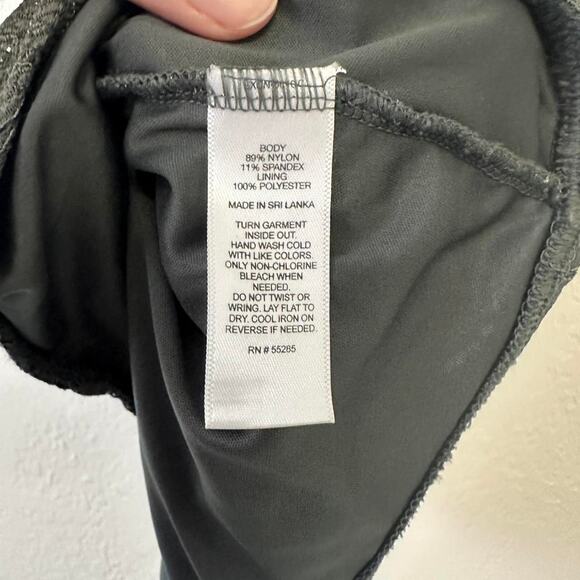 BODY
89% NYLON
11% SPANDEX
LINING
100% POLYESTER
MADE IN SRI LANKA
TURN GARMENT
INSIDE OUT.
HAND WASH COLD
WITH LIKE COLORS.
ONLY NON-CHLORINE
BLEACH WHEN
NEEDED.
DO NOT TWIST OR
WRING. LAY FLAT TO
DRY. COOL IRON ON
REVERSE IF NEEDED.
RN # 55285